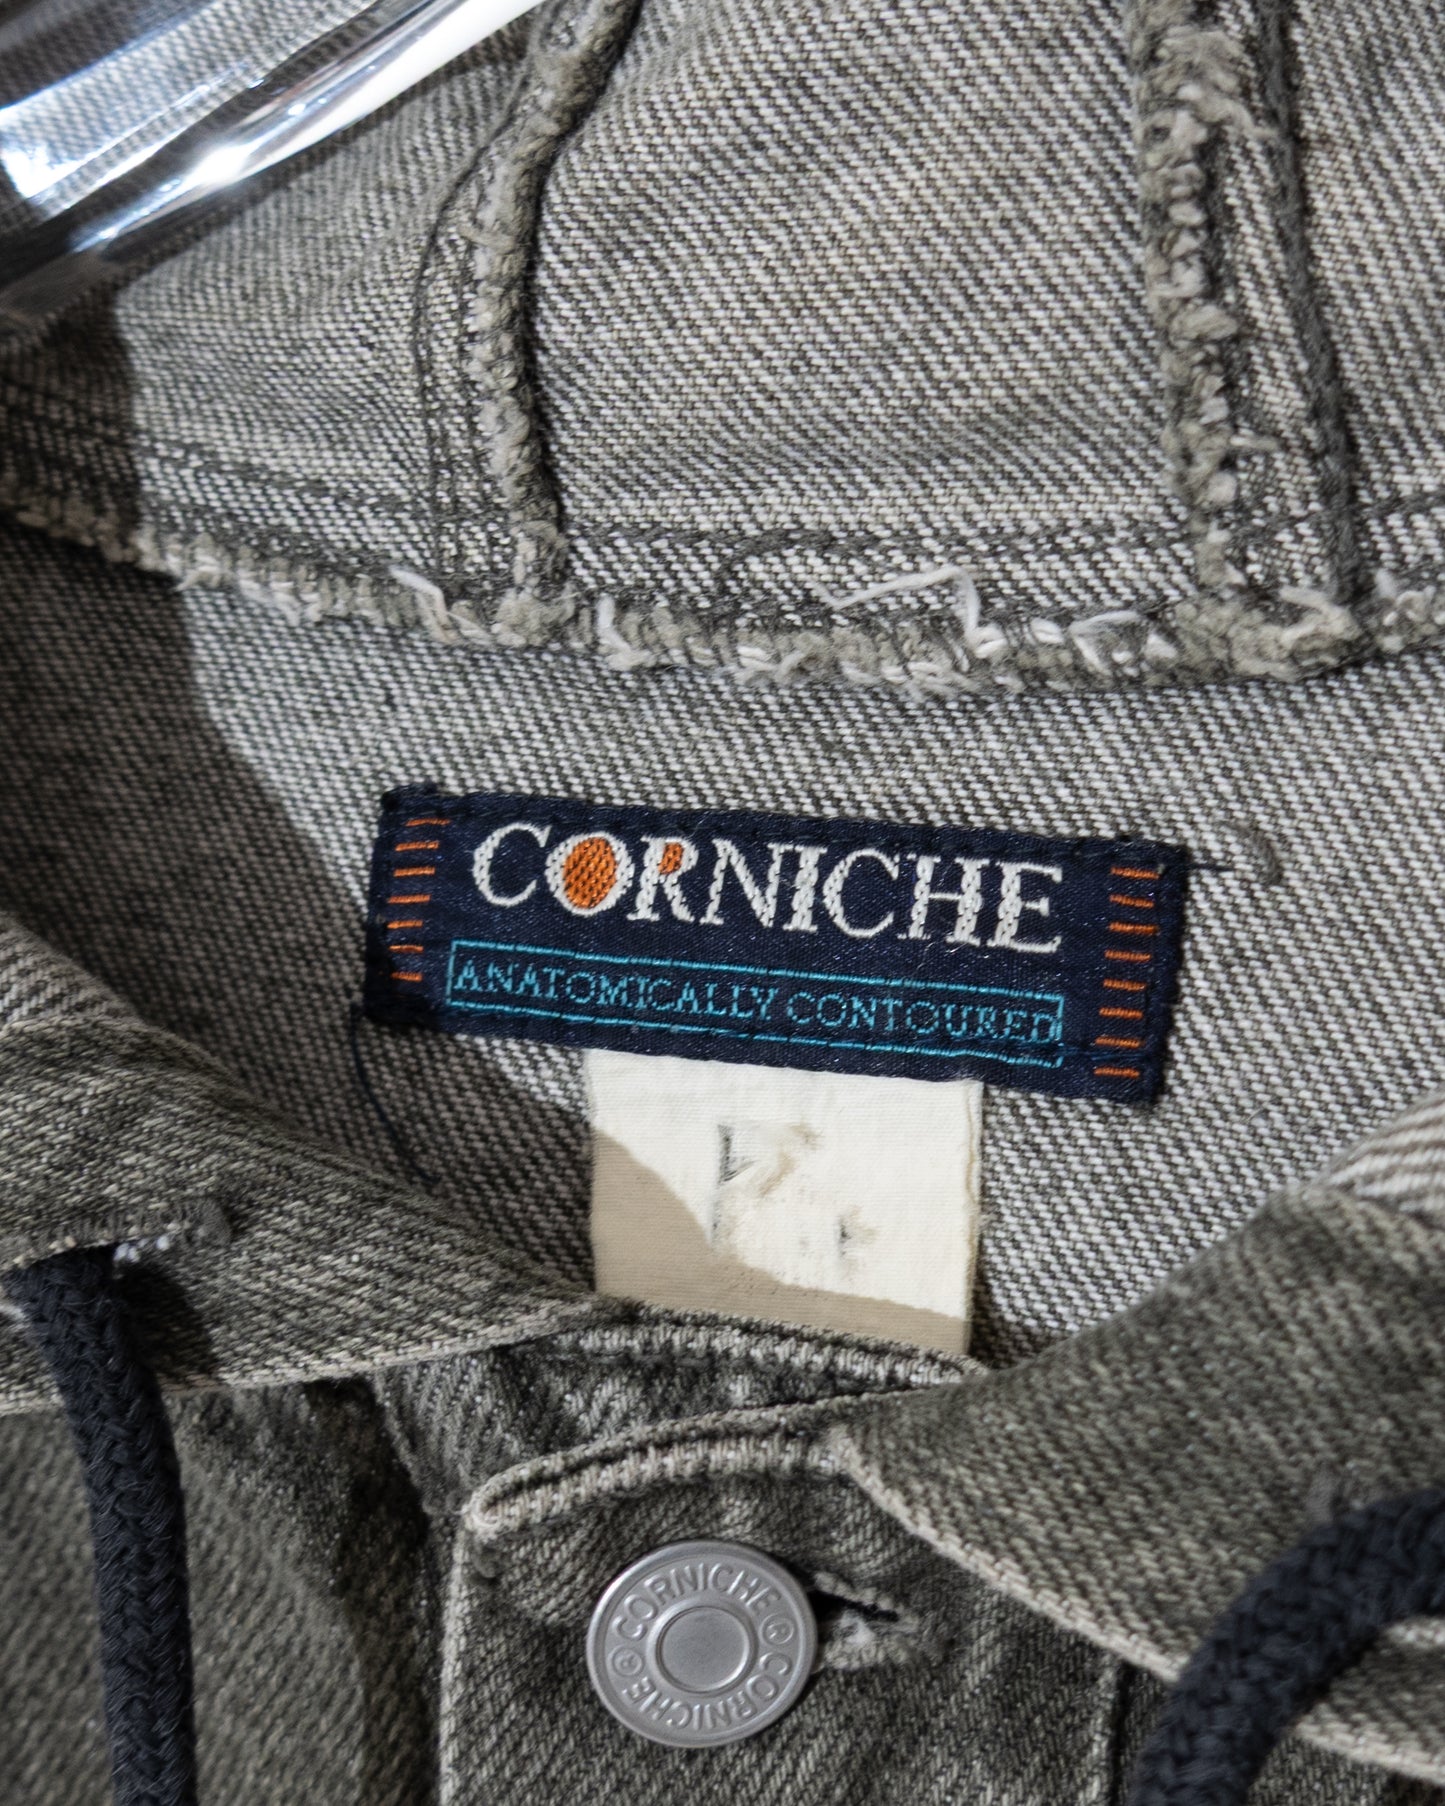 CORNICHE
ANATOMICALLY CONTOURED
CORNICHE ® CORNICHE ®